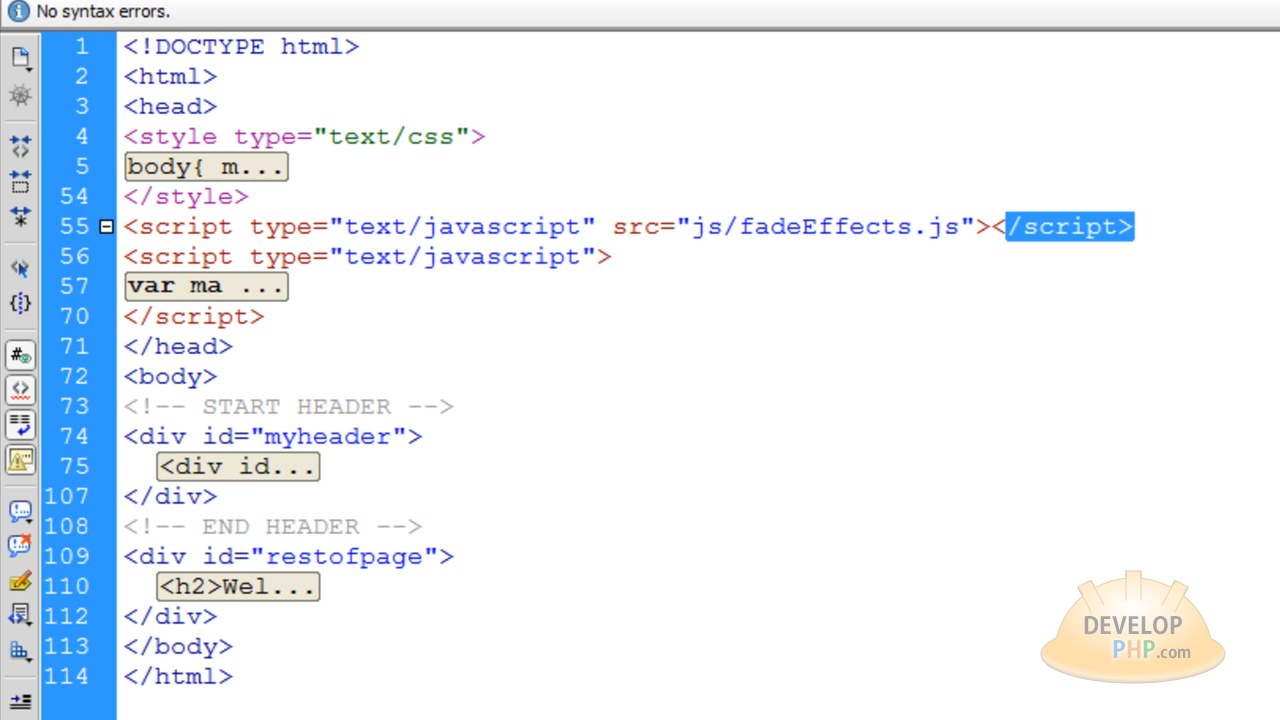 No syntax errors.
1 <!DOCTYPE html>
2 <html>
3 <head>
4 <style type="text/css">
5 body{ m...
54 </style>
55 <script type="text/javascript" src="js/fadeEffects.js"></script>
56 <script type="text/javascript">
57 var ma ...
70 </script>
71 </head>
72 <body>
73 <!-- START HEADER -->
74 <div id="myheader">
75 <div id...
107 </div>
108 <!-- END HEADER -->
109 <div id="restofpage">
110 <h2>Wel...
112 </div>
113 </body>
114 </html>
DEVELOP
PHP.com